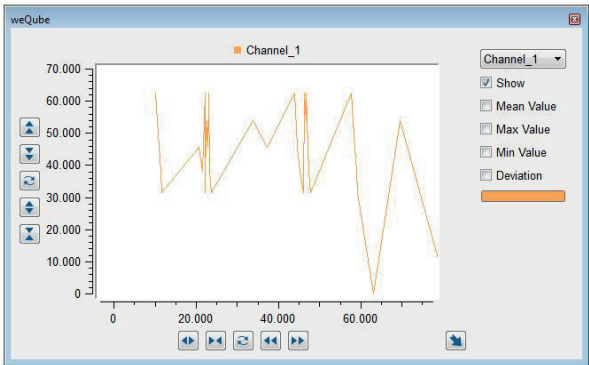 weQube
Channel_1
Channel_1
Show
Mean Value
Max Value
Min Value
Deviation
70.000
60.000
50.000
40.000
30.000
20.000
10.000
0
0
20.000
40.000
60.000